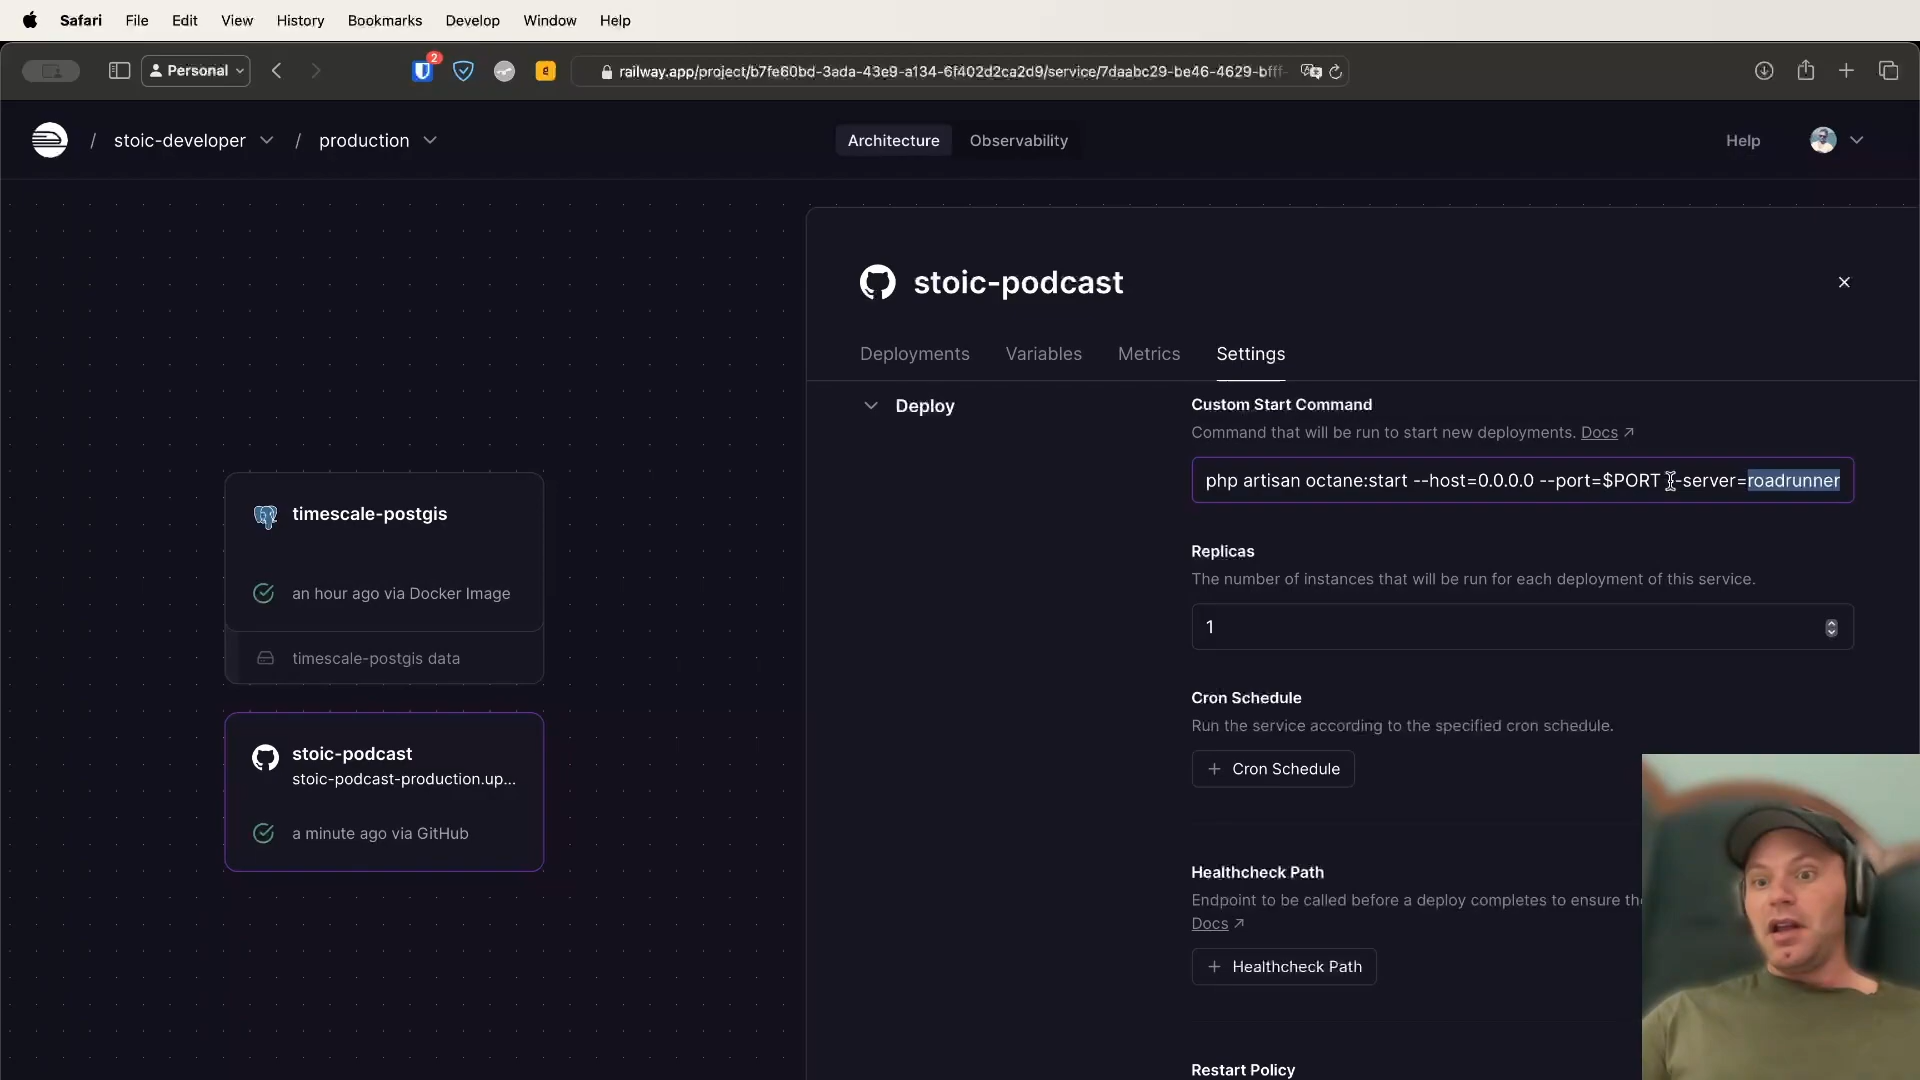 Safari File Edit View History Bookmarks Develop Window Help
Personal
2
railway.app/project/b7fe60bd-3ada-43e9-a134-6f402d2ca2d9/service/7daabc29-be46-4629-bfff-
/ stoic-developer / production
Architecture Observability
Help
stoic-podcast
Deployments Variables Metrics Settings
Deploy
Custom Start Command
Command that will be run to start new deployments. Docs ↗
php artisan octane:start --host=0.0.0.0 --port=$PORT --server=roadrunner
Replicas
The number of instances that will be run for each deployment of this service.
1
Cron Schedule
Run the service according to the specified cron schedule.
+ Cron Schedule
Healthcheck Path
Endpoint to be called before a deploy completes to ensure the
Docs ↗
+ Healthcheck Path
Restart Policy
timescale-postgis
an hour ago via Docker Image
timescale-postgis data
stoic-podcast
stoic-podcast-production.up...
a minute ago via GitHub